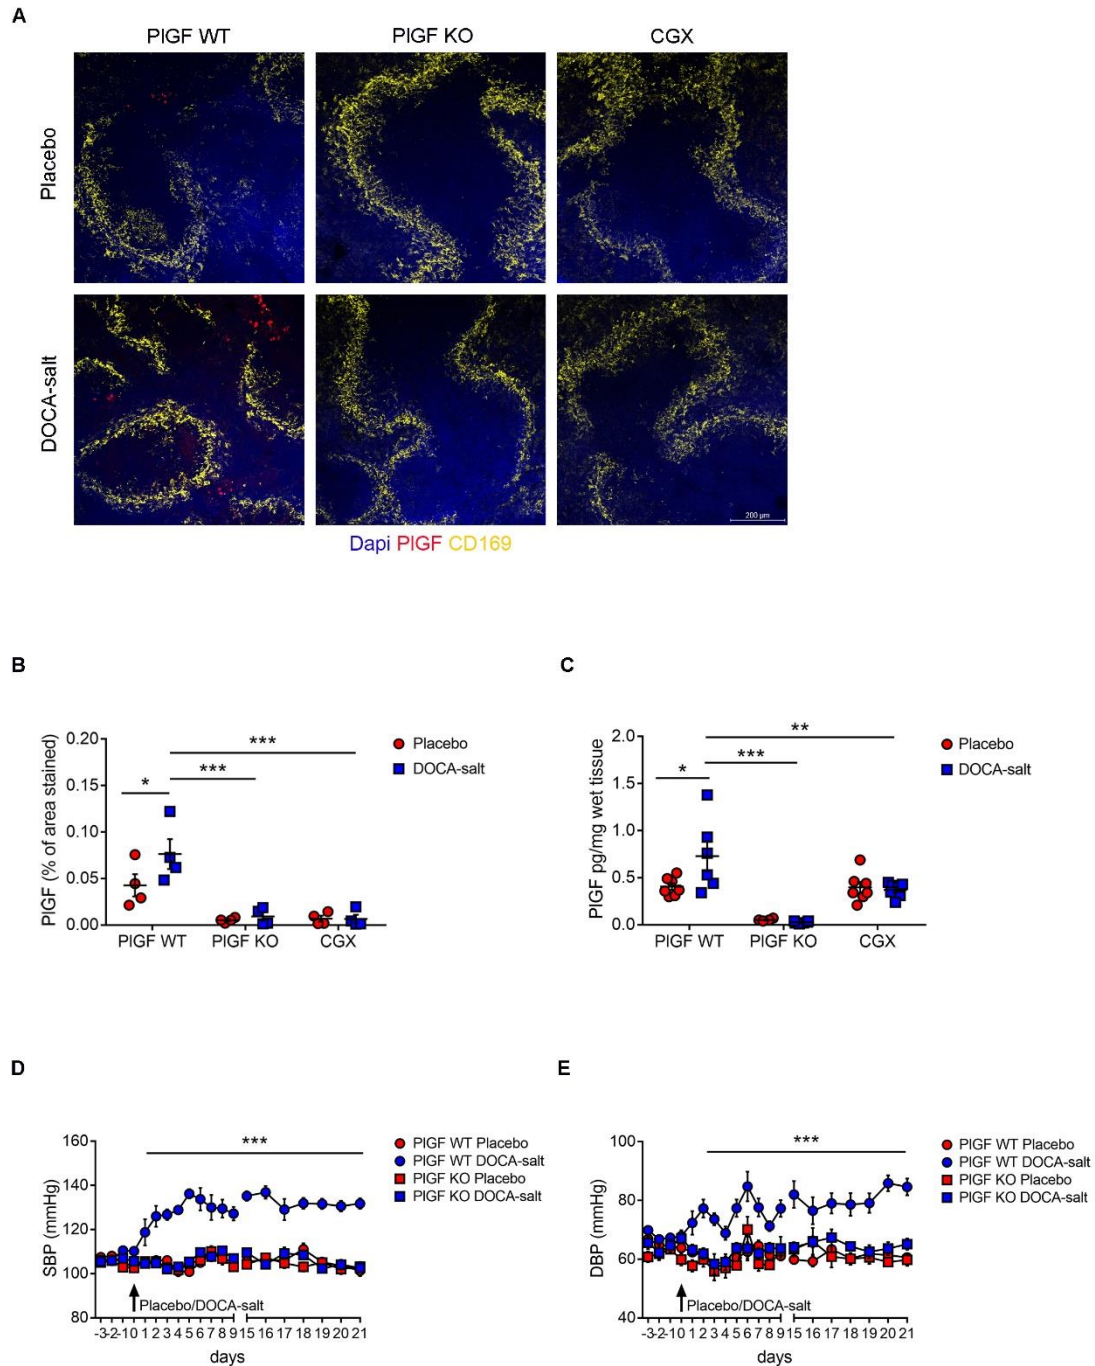 A
PlGF WT PlGF KO CGX
Placebo
DOCA-salt
200 µm
Dapi PlGF CD169
B
PlGF (% of area stained)
0.20
0.15
0.10
0.05
0.00
*
***
***
PlGF WT PlGF KO CGX
Placebo
DOCA-salt
C
PlGF pg/mg wet tissue
2.0
1.5
1.0
0.5
0.0
*
***
**
PlGF WT PlGF KO CGX
Placebo
DOCA-salt
D
SBP (mmHg)
160
140
120
100
80
***
PlGF WT Placebo
PlGF WT DOCA-salt
PlGF KO Placebo
PlGF KO DOCA-salt
Placebo/DOCA-salt
-3 -2 -1 0 1 2 3 4 5 6 7 8 9 15 16 17 18 19 20 21
days
E
DBP (mmHg)
100
80
60
40
***
PlGF WT Placebo
PlGF WT DOCA-salt
PlGF KO Placebo
PlGF KO DOCA-salt
Placebo/DOCA-salt
-3 -2 -1 0 1 2 3 4 5 6 7 8 9 15 16 17 18 19 20 21
days